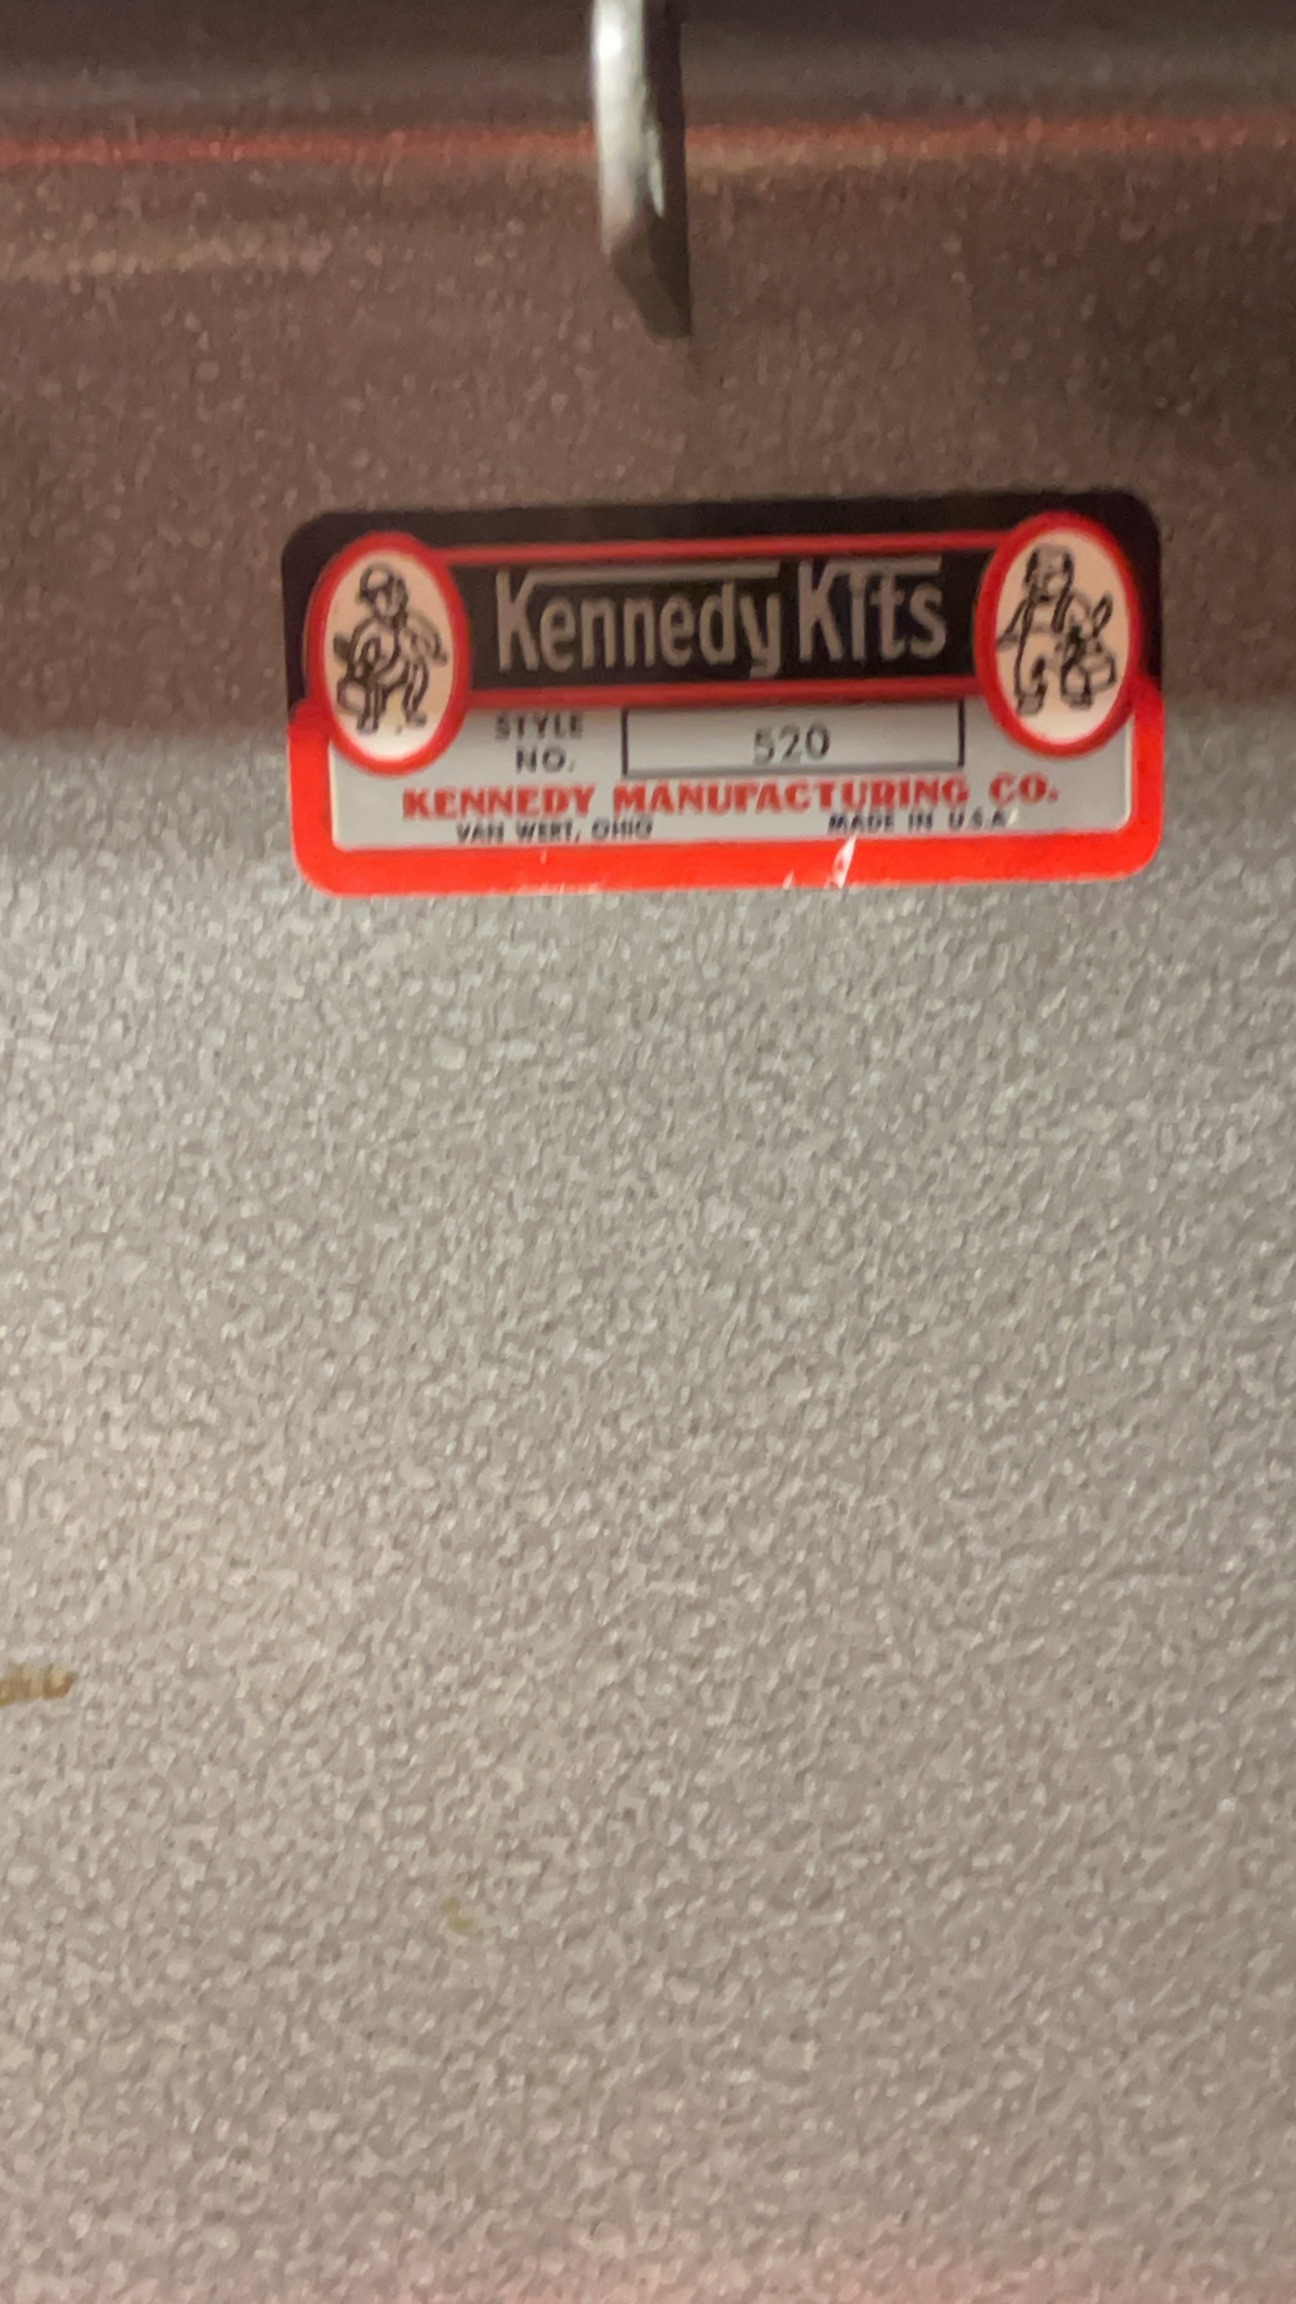 Kennedy Kits
STYLE
NO.
520
KENNEDY MANUFACTURING CO.
VAN WERT, OHIO MADE IN U.S.A.